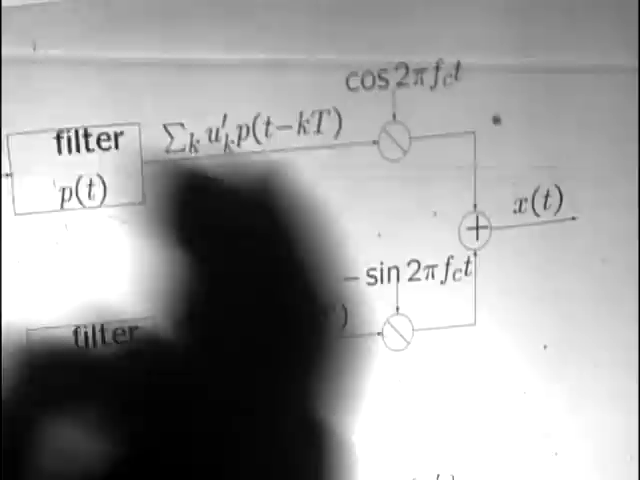 cos 2πf_c t
filter
∑_k u′_k p(t−kT)
p(t)
x(t)
− sin 2πf_c t
)
filter